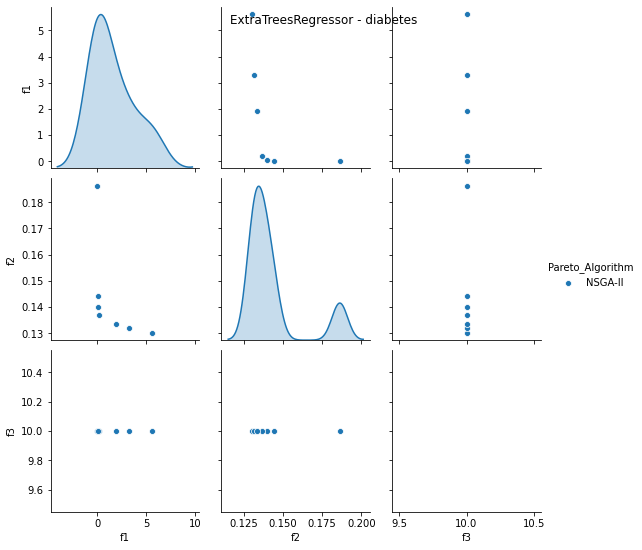 ExtraTreesRegressor - diabetes
5
4
3
2
1
0
f1
0.18
0.17
0.16
0.15
0.14
0.13
f2
Pareto_Algorithm
NSGA-II
10.4
10.2
10.0
9.8
9.6
f3
0 5 10
0.125 0.150 0.175 0.200
9.5 10.0 10.5
f1 f2 f3